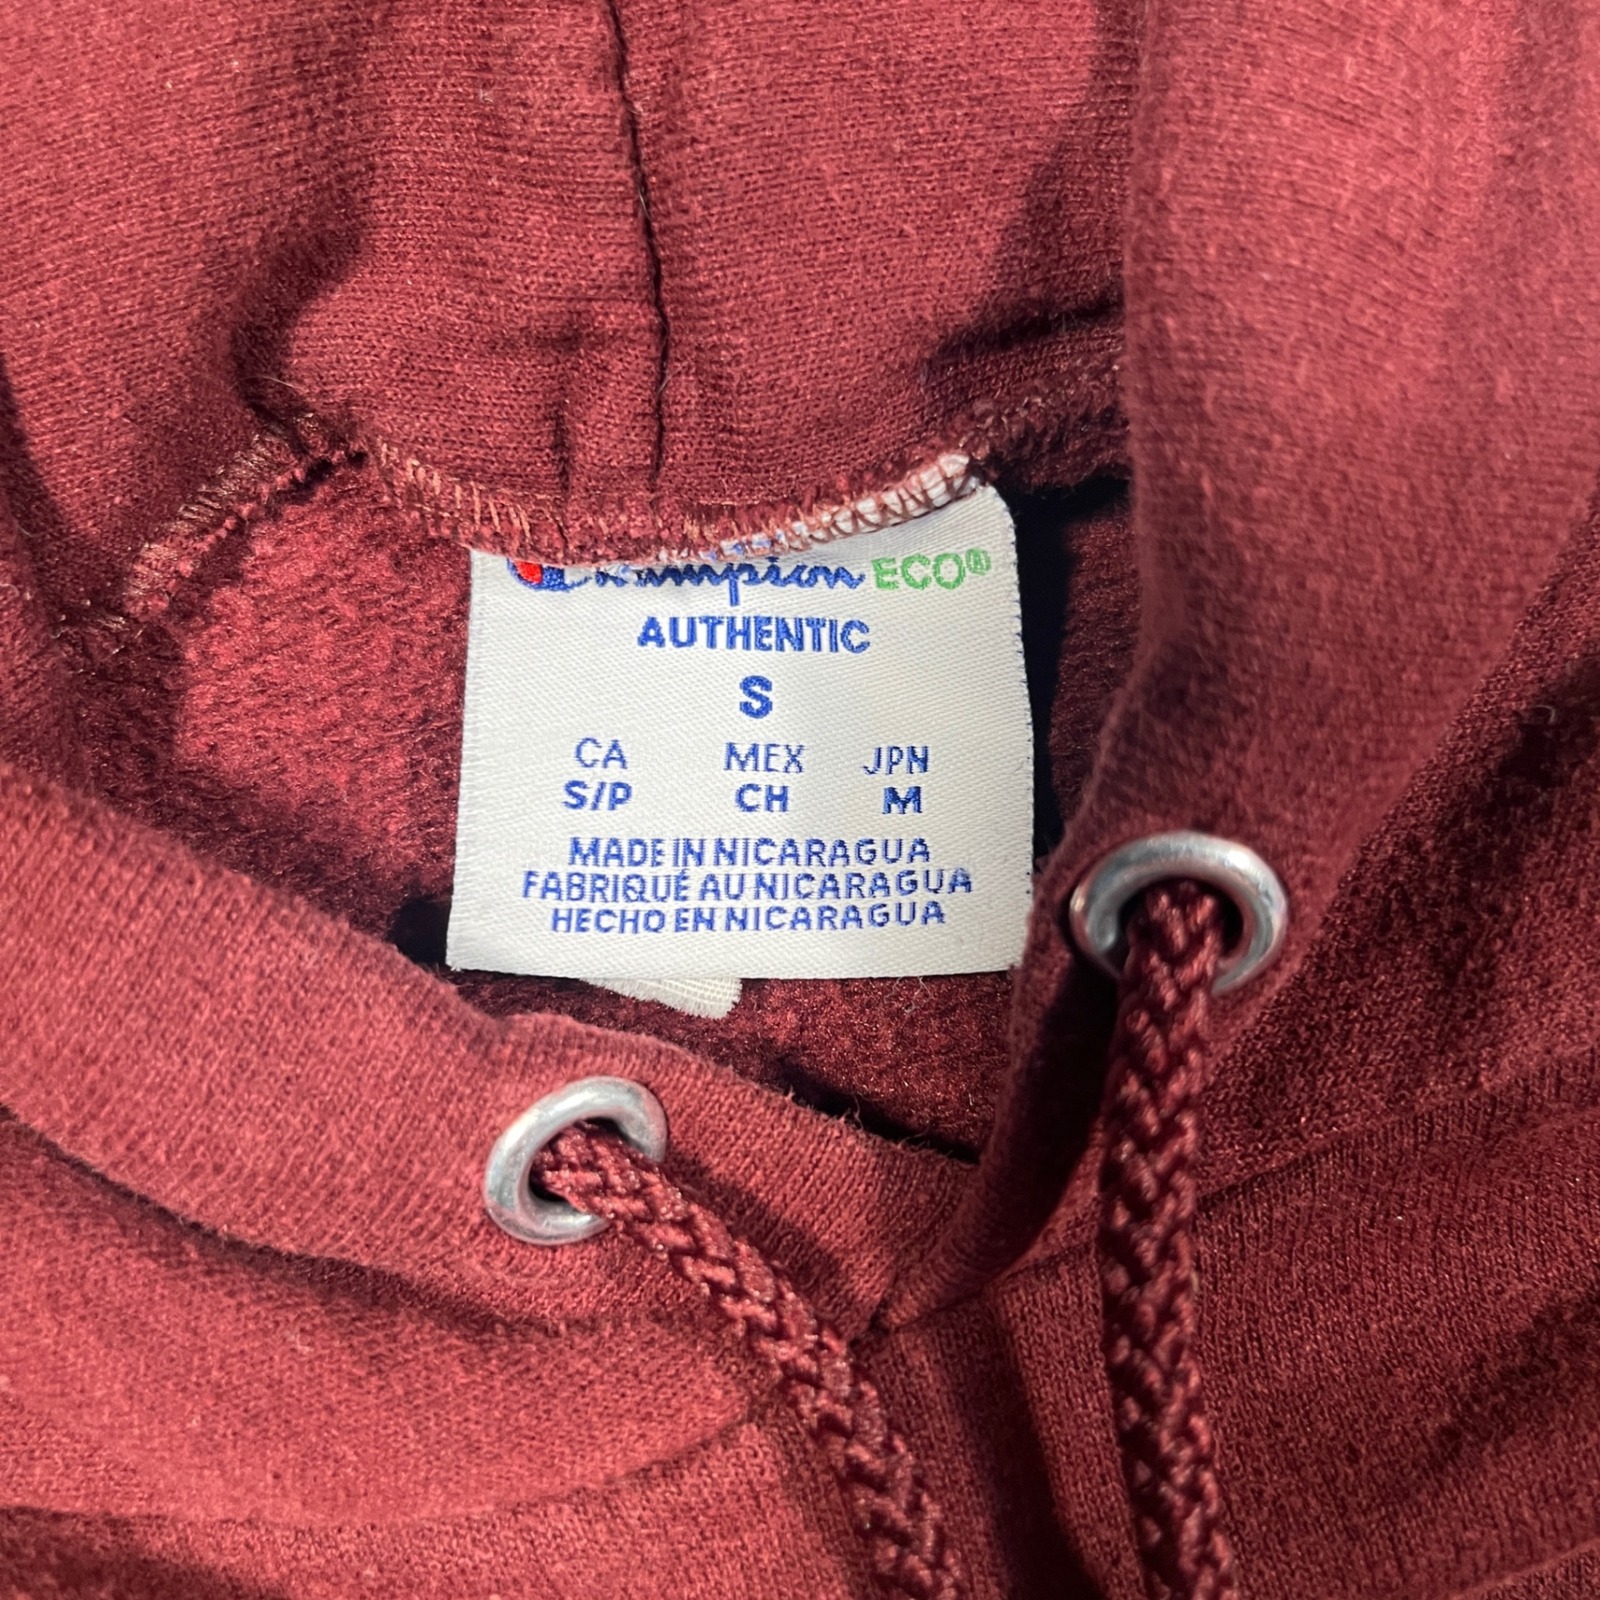 Champion ECO®
AUTHENTIC
S
CA MEX JPN
S/P CH M
MADE IN NICARAGUA
FABRIQUÉ AU NICARAGUA
HECHO EN NICARAGUA